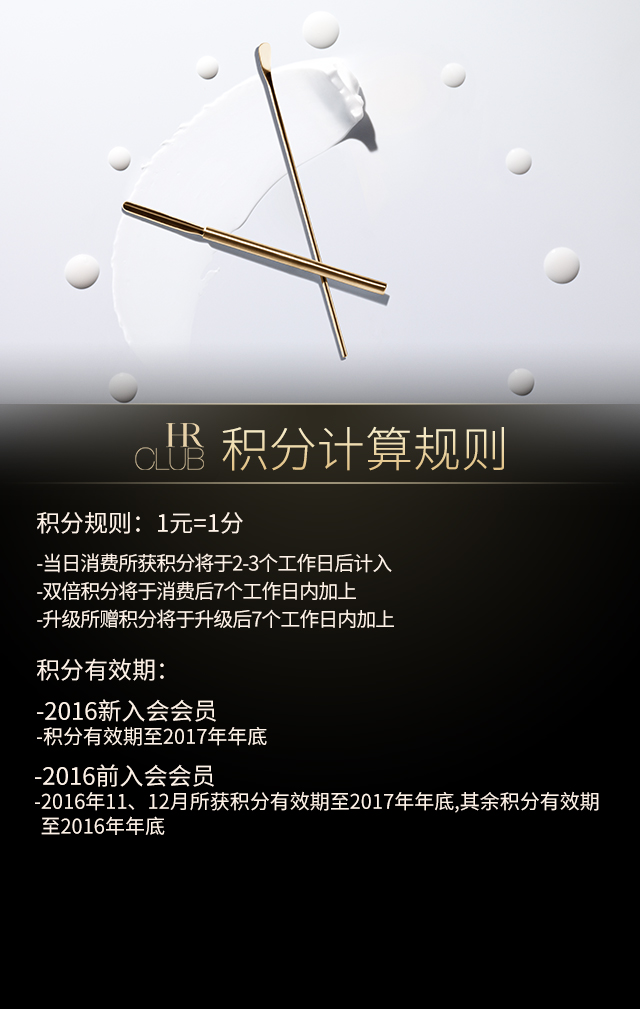 HR
CLUB
积分计算规则
积分规则：1元=1分
-当日消费所获积分将于2-3个工作日后计入
-双倍积分将于消费后7个工作日内加上
-升级所赠积分将于升级后7个工作日内加上
积分有效期：
-2016新入会会员
-积分有效期至2017年年底
-2016前入会会员
-2016年11、12月所获积分有效期至2017年年底,其余积分有效期
至2016年年底